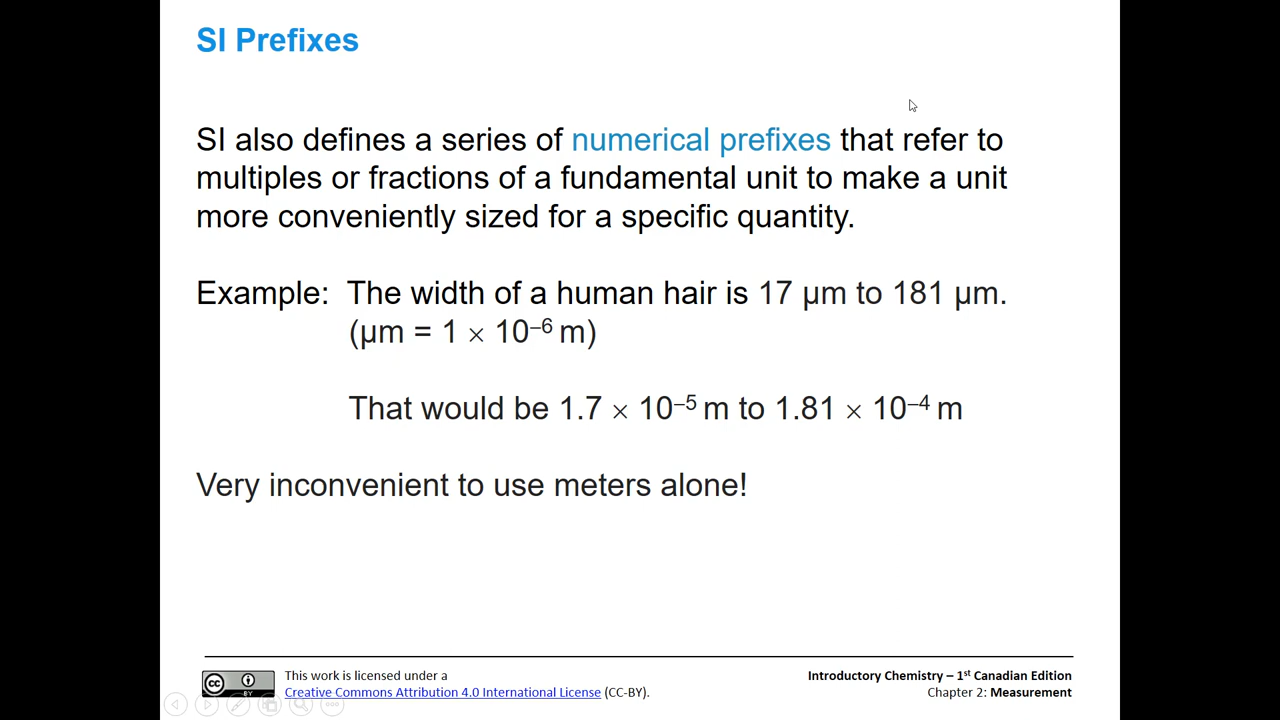 SI Prefixes
SI also defines a series of numerical prefixes that refer to
multiples or fractions of a fundamental unit to make a unit
more conveniently sized for a specific quantity.
Example: The width of a human hair is 17 µm to 181 µm.
(µm = 1 × 10⁻⁶ m)
That would be 1.7 × 10⁻⁵ m to 1.81 × 10⁻⁴ m
Very inconvenient to use meters alone!
cc BY
This work is licensed under a
Creative Commons Attribution 4.0 International License (CC-BY).
Introductory Chemistry – 1st Canadian Edition
Chapter 2: Measurement